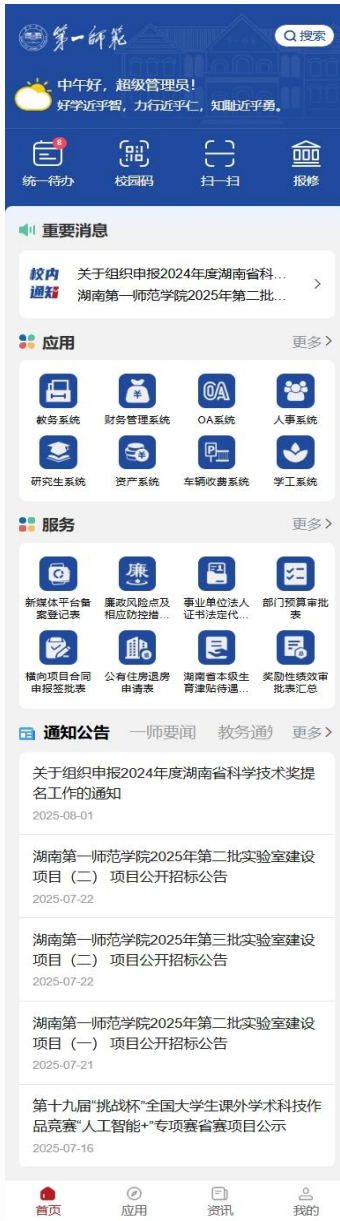 第一师范
搜索
中午好，超级管理员！
好学近乎智，力行近乎仁，知耻近乎勇。
8
统一待办 校园码 扫一扫 报修
重要消息
校内 关于组织申报2024年度湖南省科...
通知 湖南第一师范学院2025年第二批...
应用 更多
教务系统 财务管理系统 OA系统 人事系统
研究生系统 资产系统 车辆收费系统 学工系统
服务 更多
新媒体平台备 廉政风险点及 事业单位法人 部门预算审批
案登记表 相应防控措... 证书法定代... 表
横向项目合同 公有住房退房 湖南省本级生 奖励性绩效审
申报签批表 申请表 育津贴待遇... 批表汇总
通知公告 一师要闻 教务通 更多
关于组织申报2024年度湖南省科学技术奖提
名工作的通知
2025-08-01
湖南第一师范学院2025年第二批实验室建设
项目（二） 项目公开招标公告
2025-07-22
湖南第一师范学院2025年第三批实验室建设
项目（二） 项目公开招标公告
2025-07-22
湖南第一师范学院2025年第二批实验室建设
项目（一） 项目公开招标公告
2025-07-21
第十九届“挑战杯”全国大学生课外学术科技作
品竞赛“人工智能+”专项赛省赛项目公示
2025-07-16
首页 应用 资讯 我的